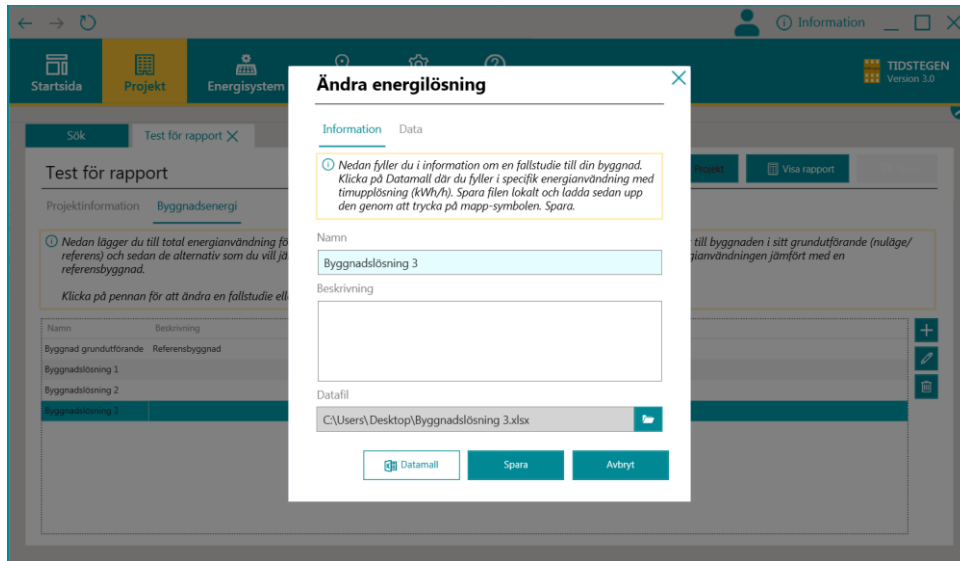 Information
Startsida
Projekt
Energisystem
TIDSTEGEN
Version 3.0
Sök
Test för rapport
Test för rapport
Projekt
Visa rapport
Projektinformation
Byggnadsenergi
Nedan lägger du till total energianvändning fö
till byggnaden i sitt grundutförande (nuläge/
referens) och sedan de alternativ som du vill jä
gianvändningen jämfört med en
referensbyggnad.
Klicka på pennan för att ändra en fallstudie ell
Namn
Beskrivning
Byggnad grundutförande
Referensbyggnad
Byggnadslösning 1
Byggnadslösning 2
Byggnadslösning 3
Ändra energilösning
Information
Data
Nedan fyller du i information om en fallstudie till din byggnad.
Klicka på Datamall där du fyller i specifik energianvändning med
timupplösning (kWh/h). Spara filen lokalt och ladda sedan upp
den genom att trycka på mapp-symbolen. Spara.
Namn
Byggnadslösning 3
Beskrivning
Datafil
C:\Users\Desktop\Byggnadslösning 3.xlsx
Datamall
Spara
Avbryt